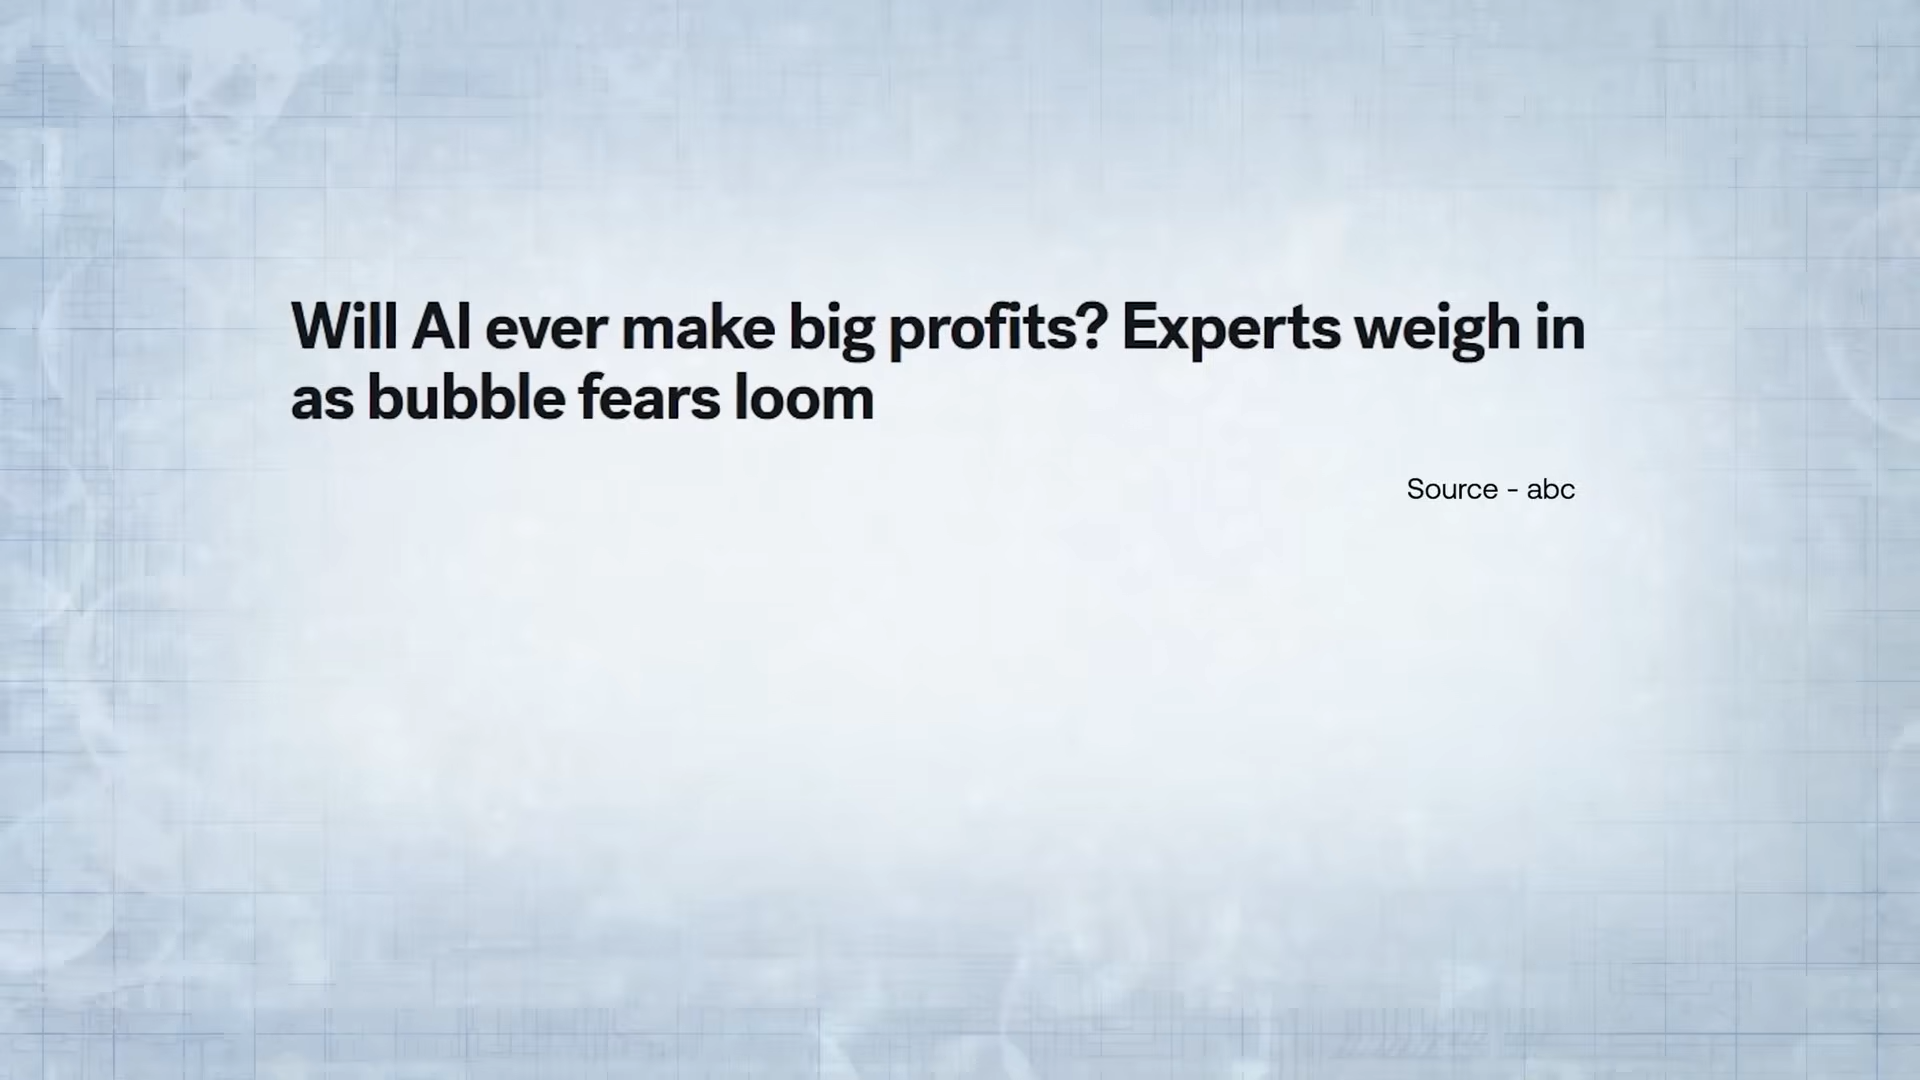 Will AI ever make big profits? Experts weigh in
as bubble fears loom
Source - abc